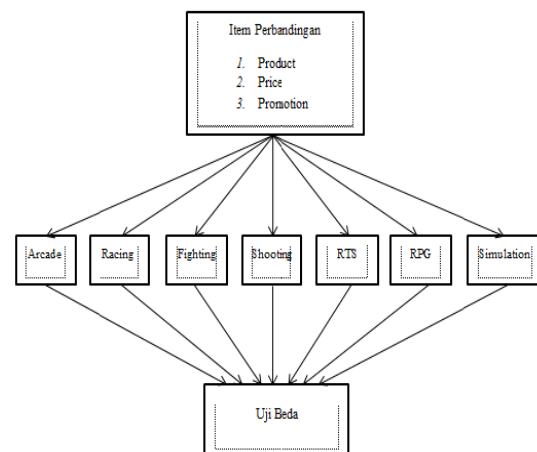 Item Perbandingan
1. Product
2. Price
3. Promotion
Arcade
Racing
Fighting
Shooting
RTS
RPG
Simulation
Uji Beda